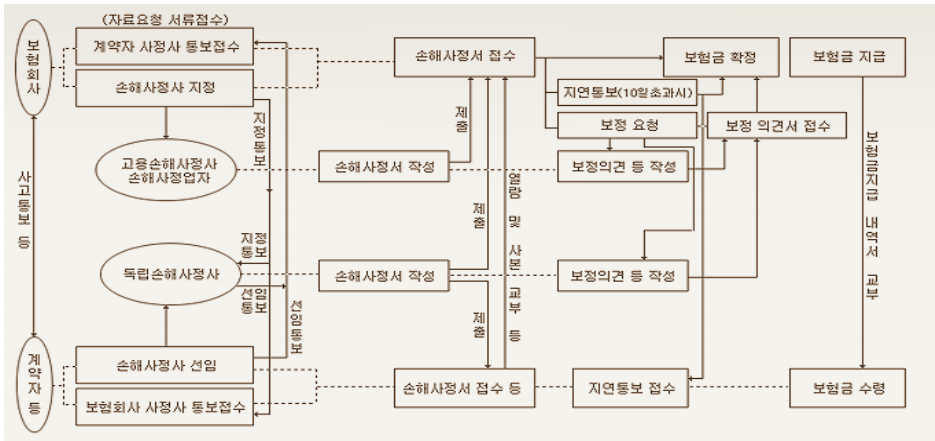 (자료요청 서류접수)
보험회사
계약자 사정사 통보접수
손해사정사 지정
손해사정서 접수
보험금 확정
보험금 지급
지연통보(10일초과시)
보정 요청
보정 의견서 접수
지정통보
제출
고용손해사정사
손해사정업자
손해사정서 작성
보정의견 등 작성
사고통보 등
열람 및 사본 교부 등
제출
보험금지급 내역서 교부
지정
통보
독립손해사정사
손해사정서 작성
보정의견 등 작성
선임
통보
선임통보
제출
계약자 등
손해사정사 선임
보험회사 사정사 통보접수
손해사정서 접수 등
지연통보 접수
보험금 수령